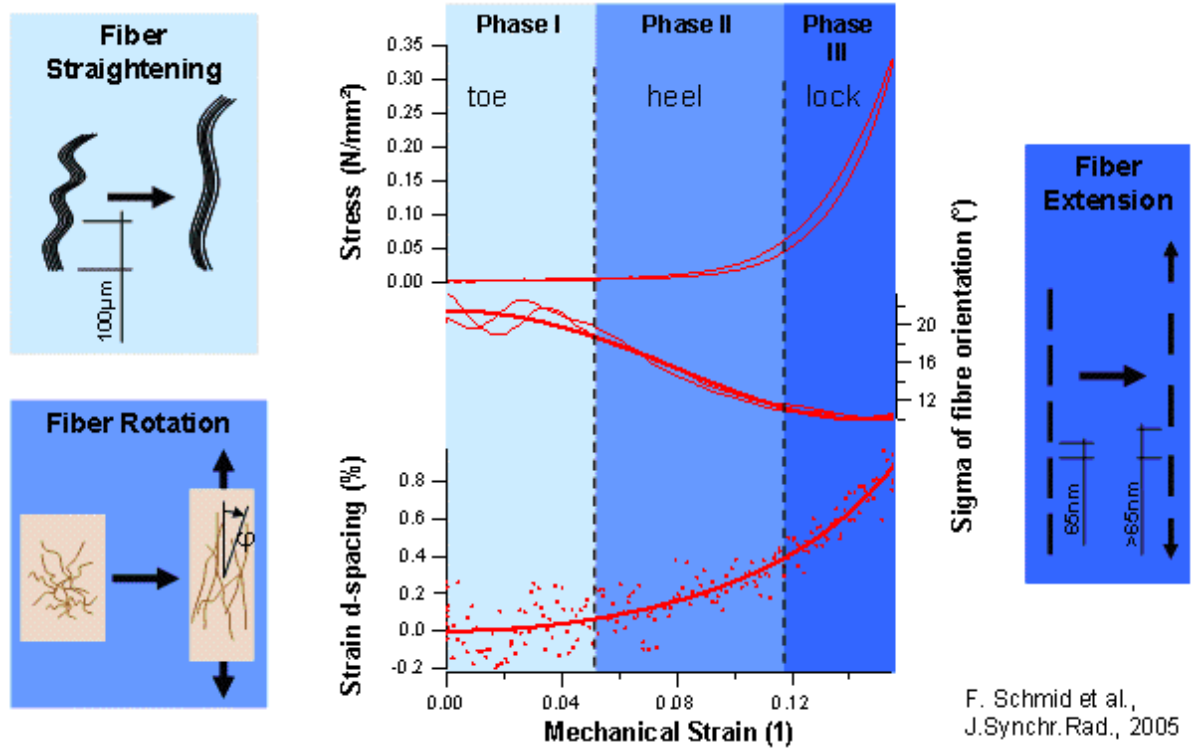 Fiber
Straightening
100µm
Fiber Rotation
φ
Phase I
Phase II
Phase
III
toe
heel
lock
Stress (N/mm²)
0.35
0.30
0.25
0.20
0.15
0.10
0.05
0.00
Sigma of fibre orientation (°)
20
16
12
Strain d-spacing (%)
0.8
0.6
0.4
0.2
0.0
-0.2
0.00
0.04
0.08
0.12
Mechanical Strain (1)
Fiber
Extension
65nm
>65nm
F. Schmid et al.,
J.Synchr.Rad., 2005